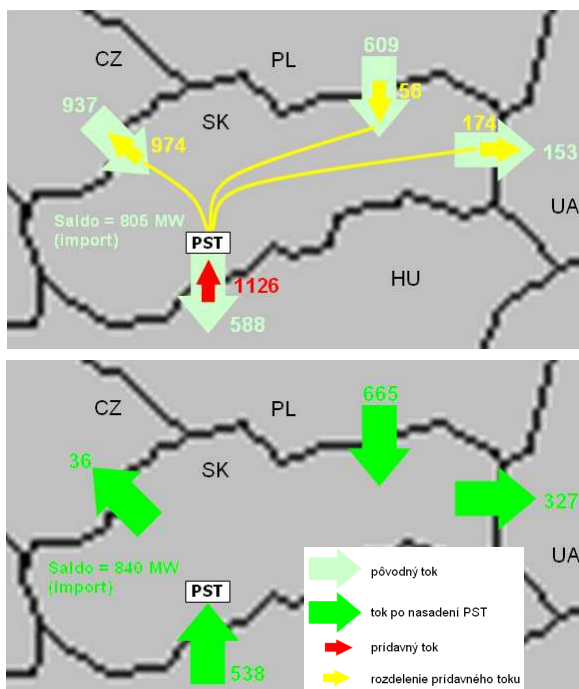 CZ
PL
609
937
56
SK
974
174
153
Saldo = 805 MW
(import)
UA
PST
HU
1126
588
CZ
PL
665
36
SK
327
Saldo = 840 MW
(import)
UA
PST
538
pôvodný tok
tok po nasadení PST
prídavný tok
rozdelenie prídavného toku